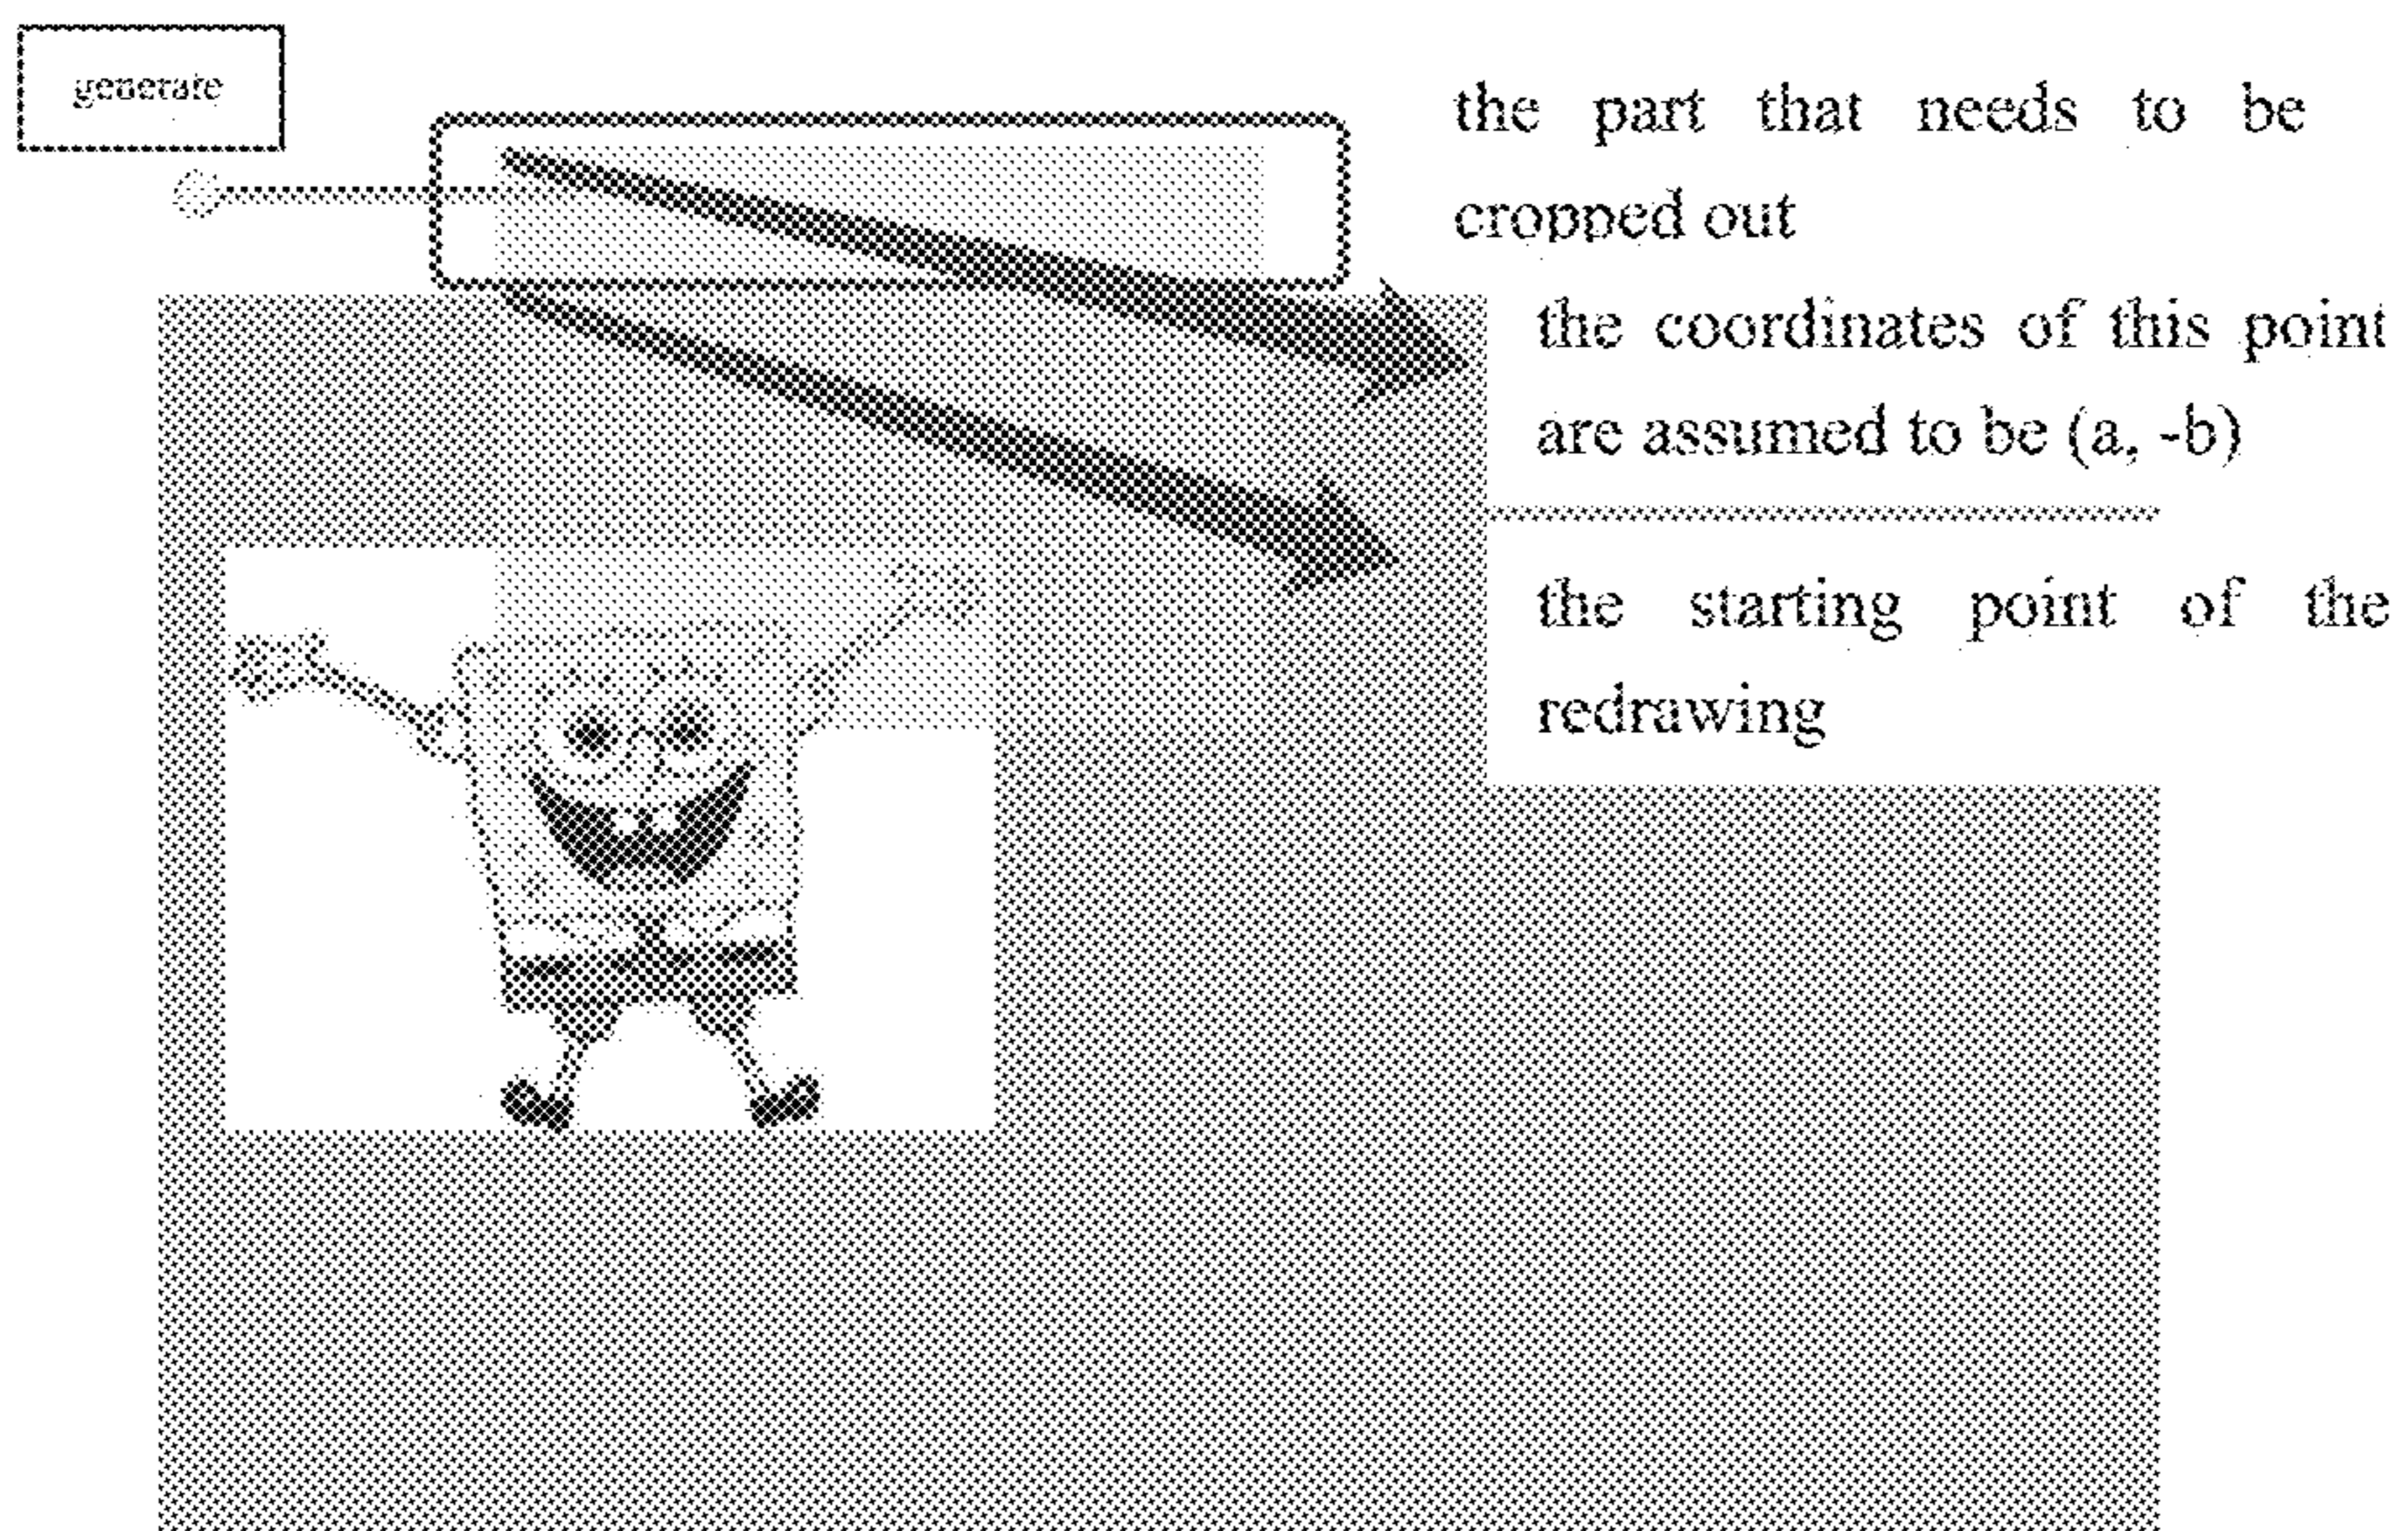 generate
the part that needs to be
cropped out
the coordinates of this point
are assumed to be (a, -b)
the starting point of the
redrawing